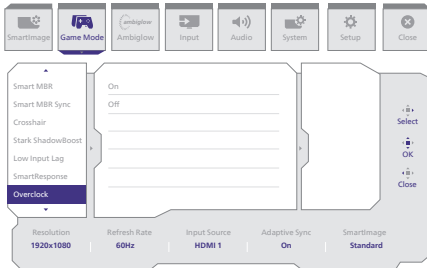 SmartImage
Game Mode
ambiglow
Ambiglow
Input
Audio
System
Setup
Close
Smart MBR
Smart MBR Sync
Crosshair
Stark ShadowBoost
Low Input Lag
SmartResponse
Overclock
On
Off
Select
OK
Close
Resolution
1920x1080
Refresh Rate
60Hz
Input Source
HDMI 1
Adaptive Sync
On
SmartImage
Standard